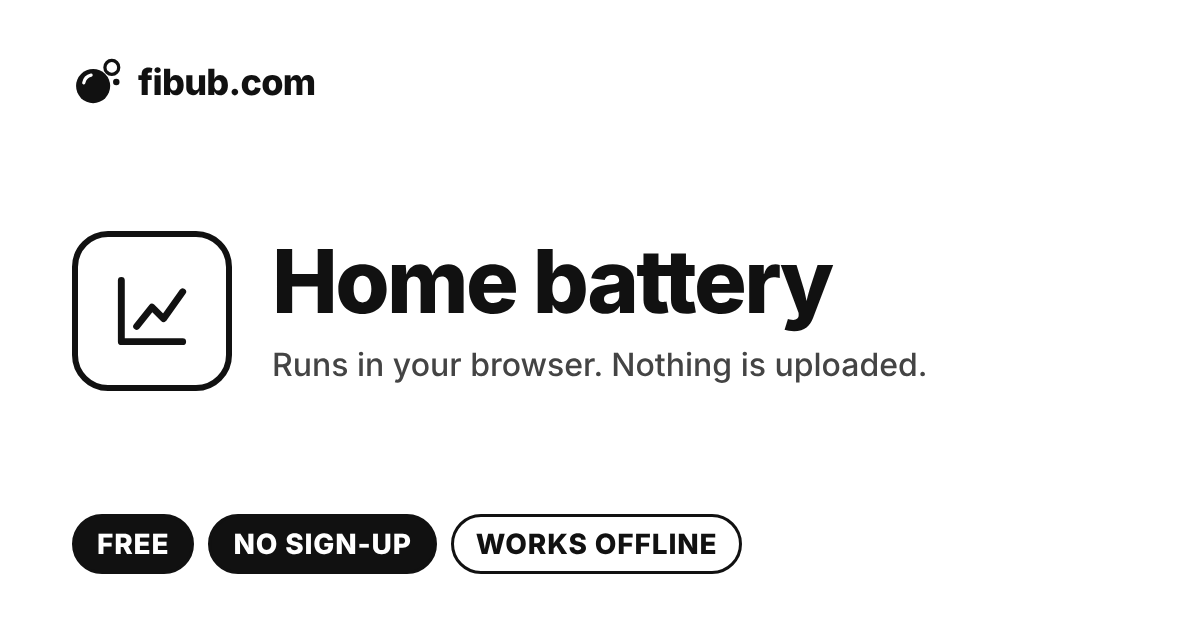 fibub.com
Home battery
Runs in your browser. Nothing is uploaded.
FREE NO SIGN-UP WORKS OFFLINE